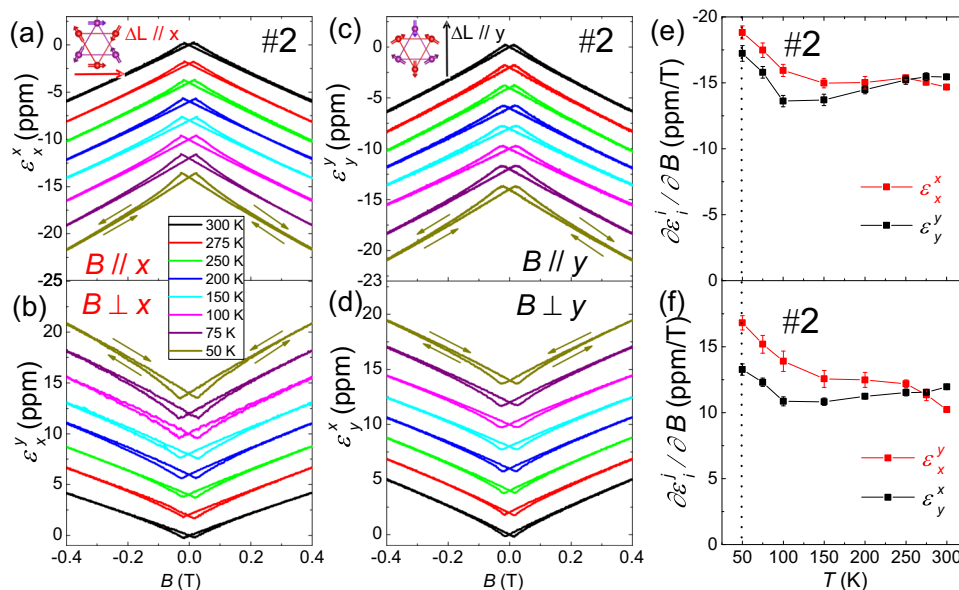 (a)
ΔL // x
#2
0
-5
-10
-15
-20
-25
ε_x^x (ppm)
B // x
300 K
275 K
250 K
200 K
150 K
100 K
75 K
50 K
(b)
B ⊥ x
20
15
10
5
0
ε_x^y (ppm)
-0.4 -0.2 0.0 0.2 0.4
B (T)
(c)
ΔL // y
#2
0
-5
-10
-15
-20
-23
ε_y^y (ppm)
B // y
(d)
B ⊥ y
20
15
10
5
0
ε_y^x (ppm)
-0.4 -0.2 0.0 0.2 0.4
B (T)
(e)
#2
-20
-15
-10
-5
0
∂ε_i^j / ∂B (ppm/T)
ε_x^x
ε_y^y
(f)
#2
15
10
5
0
∂ε_i^j / ∂B (ppm/T)
ε_x^y
ε_y^x
50 100 150 200 250 300
T (K)